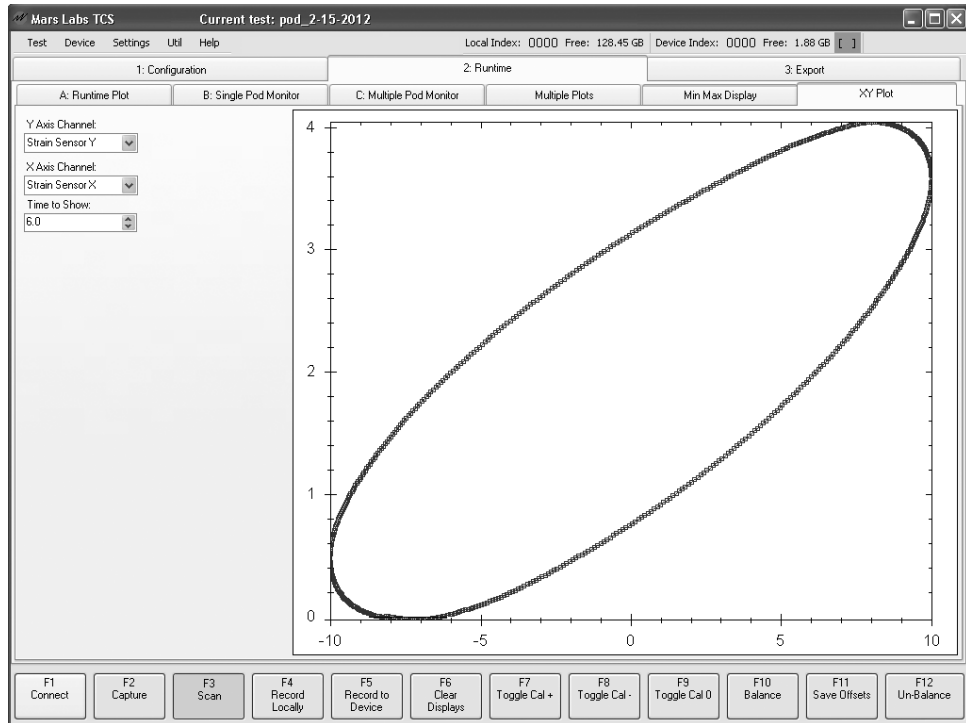 Mars Labs TCS Current test: pod_2-15-2012
Test Device Settings Util Help Local Index: 0000 Free: 128.45 GB Device Index: 0000 Free: 1.88 GB [ ]
1: Configuration 2: Runtime 3: Export
A: Runtime Plot B: Single Pod Monitor C: Multiple Pod Monitor Multiple Plots Min Max Display XY Plot
Y Axis Channel:
Strain Sensor Y
X Axis Channel:
Strain Sensor X
Time to Show:
6.0
4
3
2
1
0
-10 -5 0 5 10
F1 F2 F3 F4 F5 F6 F7 F8 F9 F10 F11 F12
Connect Capture Scan Record Record to Clear Toggle Cal + Toggle Cal - Toggle Cal 0 Balance Save Offsets Un-Balance
Locally Device Displays